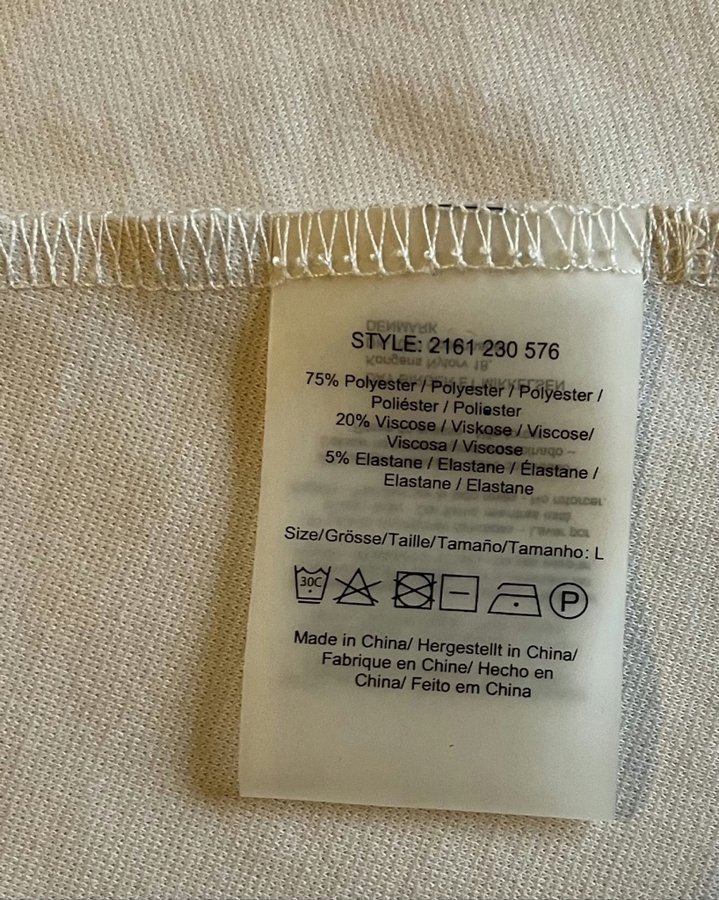 STYLE: 2161 230 576
75% Polyester / Polyester / Polyester /
Poliéster / Poliester
20% Viscose / Viskose / Viscose/
Viscosa / Viscose
5% Elastane / Elastane / Élastane /
Elastane / Elastane
Size/Grösse/Taille/Tamaño/Tamanho: L
30C
P
Made in China/ Hergestellt in China/
Fabrique en Chine/ Hecho en
China/ Feito em China